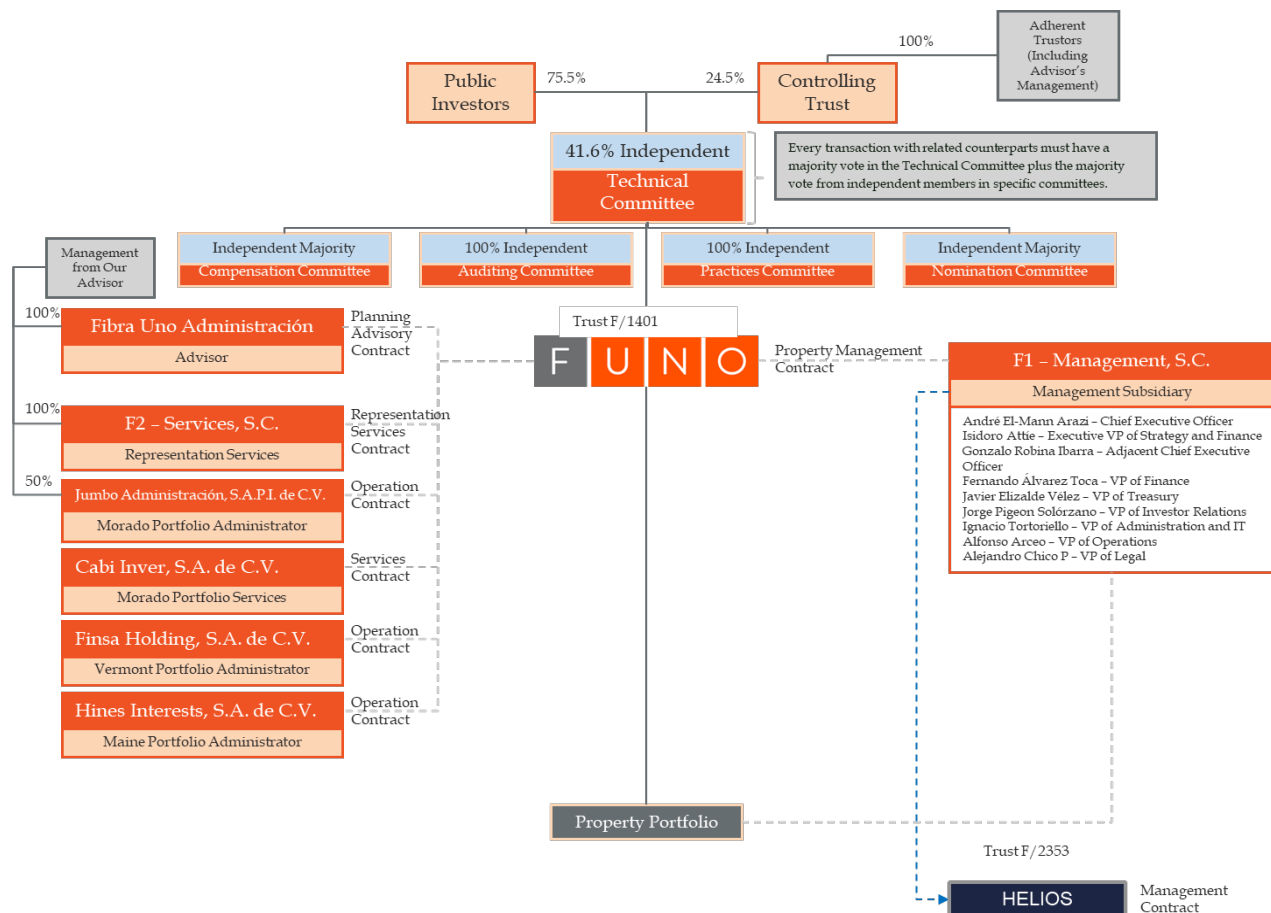 Adherent
Trustors
(Including
Advisor's
Management)
100%
Public
Investors
75.5%
24.5%
Controlling
Trust
41.6% Independent
Technical
Committee
Every transaction with related counterparts must have a
majority vote in the Technical Committee plus the majority
vote from independent members in specific committees.
Independent Majority
Compensation Committee
100% Independent
Auditing Committee
100% Independent
Practices Committee
Independent Majority
Nomination Committee
Management
from Our
Advisor
100%
Fibra Uno Administración
Advisor
Planning
Advisory
Contract
Trust F/1401
FUNO
Property Management
Contract
F1 – Management, S.C.
Management Subsidiary
André El-Mann Arazi – Chief Executive Officer
Isidoro Attíe – Executive VP of Strategy and Finance
Gonzalo Robina Ibarra – Adjacent Chief Executive
Officer
Fernando Álvarez Toca – VP of Finance
Javier Elizalde Vélez – VP of Treasury
Jorge Pigeon Solórzano – VP of Investor Relations
Ignacio Tortoriello – VP of Administration and IT
Alfonso Arceo – VP of Operations
Alejandro Chico P – VP of Legal
100%
F2 – Services, S.C.
Representation Services
Representation
Services
Contract
50%
Jumbo Administración, S.A.P.I. de C.V.
Morado Portfolio Administrator
Operation
Contract
Cabi Inver, S.A. de C.V.
Morado Portfolio Services
Services
Contract
Finsa Holding, S.A. de C.V.
Vermont Portfolio Administrator
Operation
Contract
Hines Interests, S.A. de C.V.
Maine Portfolio Administrator
Operation
Contract
Property Portfolio
Trust F/2353
HELIOS
Management
Contract